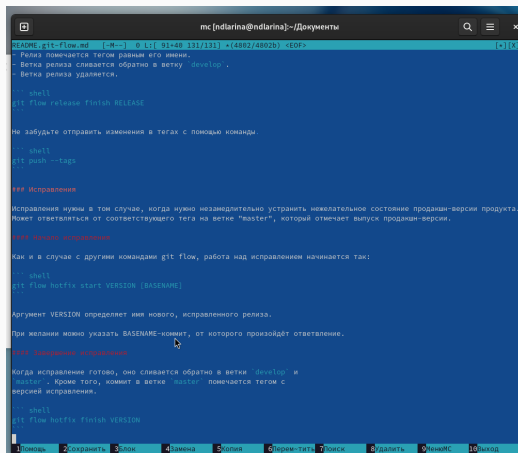 mc [ndlarina@ndlarina]:~/Документы
README.git-flow.md [-M--] 0 L:[ 91+40 131/131] *(4802/4802b) <EOF> [*][X]
- Релиз помечается тегом равным его имени.
- Ветка релиза сливается обратно в ветку `develop`.
- Ветка релиза удаляется.
``` shell
git flow release finish RELEASE
```
Не забудьте отправить изменения в тегах с помощью команды
``` shell
git push --tags
```
### Исправления
Исправления нужны в том случае, когда нужно незамедлительно устранить нежелательное состояние продакшн-версии продукта.
Может ответвляться от соответствующего тега на ветке "master", который отмечает выпуск продакшн-версии.
Как и в случае с другими командами git flow, работа над исправлением начинается так:
``` shell
git flow hotfix start VERSION [BASENAME]
```
Аргумент VERSION определяет имя нового, исправленного релиза.
При желании можно указать BASENAME-коммит, от которого произойдёт ответвление.
Когда исправление готово, оно сливается обратно в ветки `develop` и
`master`. Кроме того, коммит в ветке `master` помечается тегом с
версией исправления.
``` shell
git flow hotfix finish VERSION
```
1Помощь 2Сохранить 3Блок 4Замена 5Копия 6Перем~тить 7Поиск 8Удалить 9МенюMC 10Выход